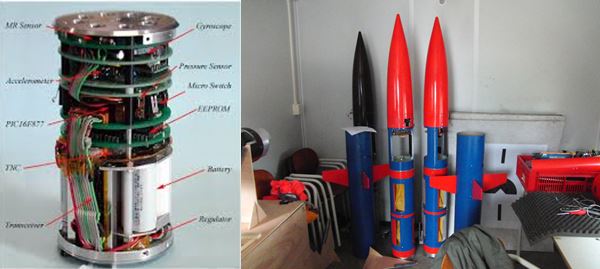 MR Sensor
Gyroscope
Accelerometer
Pressure Sensor
Micro Switch
PIC16F877
EEPROM
TNC
Battery
Transceiver
Regulator